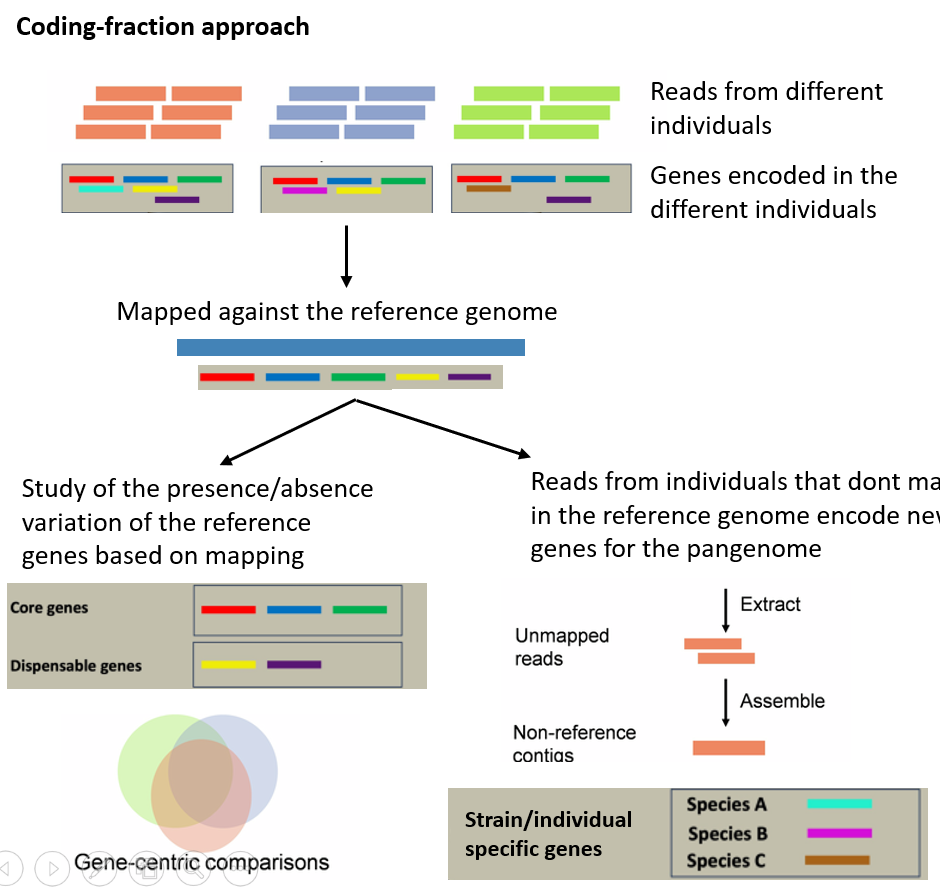 Coding-fraction approach
Reads from different
individuals
Genes encoded in the
different individuals
Mapped against the reference genome
Study of the presence/absence
variation of the reference
genes based on mapping
Reads from individuals that dont ma
in the reference genome encode new
genes for the pangenome
Core genes
Dispensable genes
Extract
Unmapped
reads
Assemble
Non-reference
contigs
Gene-centric comparisons
Strain/individual
specific genes
Species A
Species B
Species C